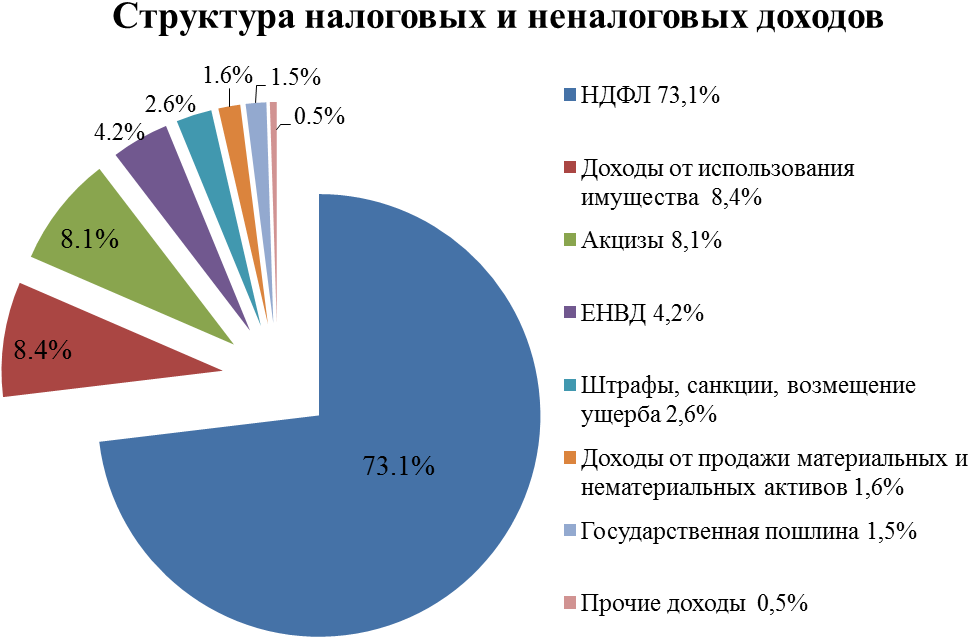 Структура налоговых и неналоговых доходов
1.6%
1.5%
2.6%
0.5%
4.2%
8.1%
8.4%
73.1%
НДФЛ 73,1%
Доходы от использования
имущества 8,4%
Акцизы 8,1%
ЕНВД 4,2%
Штрафы, санкции, возмещение
ущерба 2,6%
Доходы от продажи материальных и
нематериальных активов 1,6%
Государственная пошлина 1,5%
Прочие доходы 0,5%